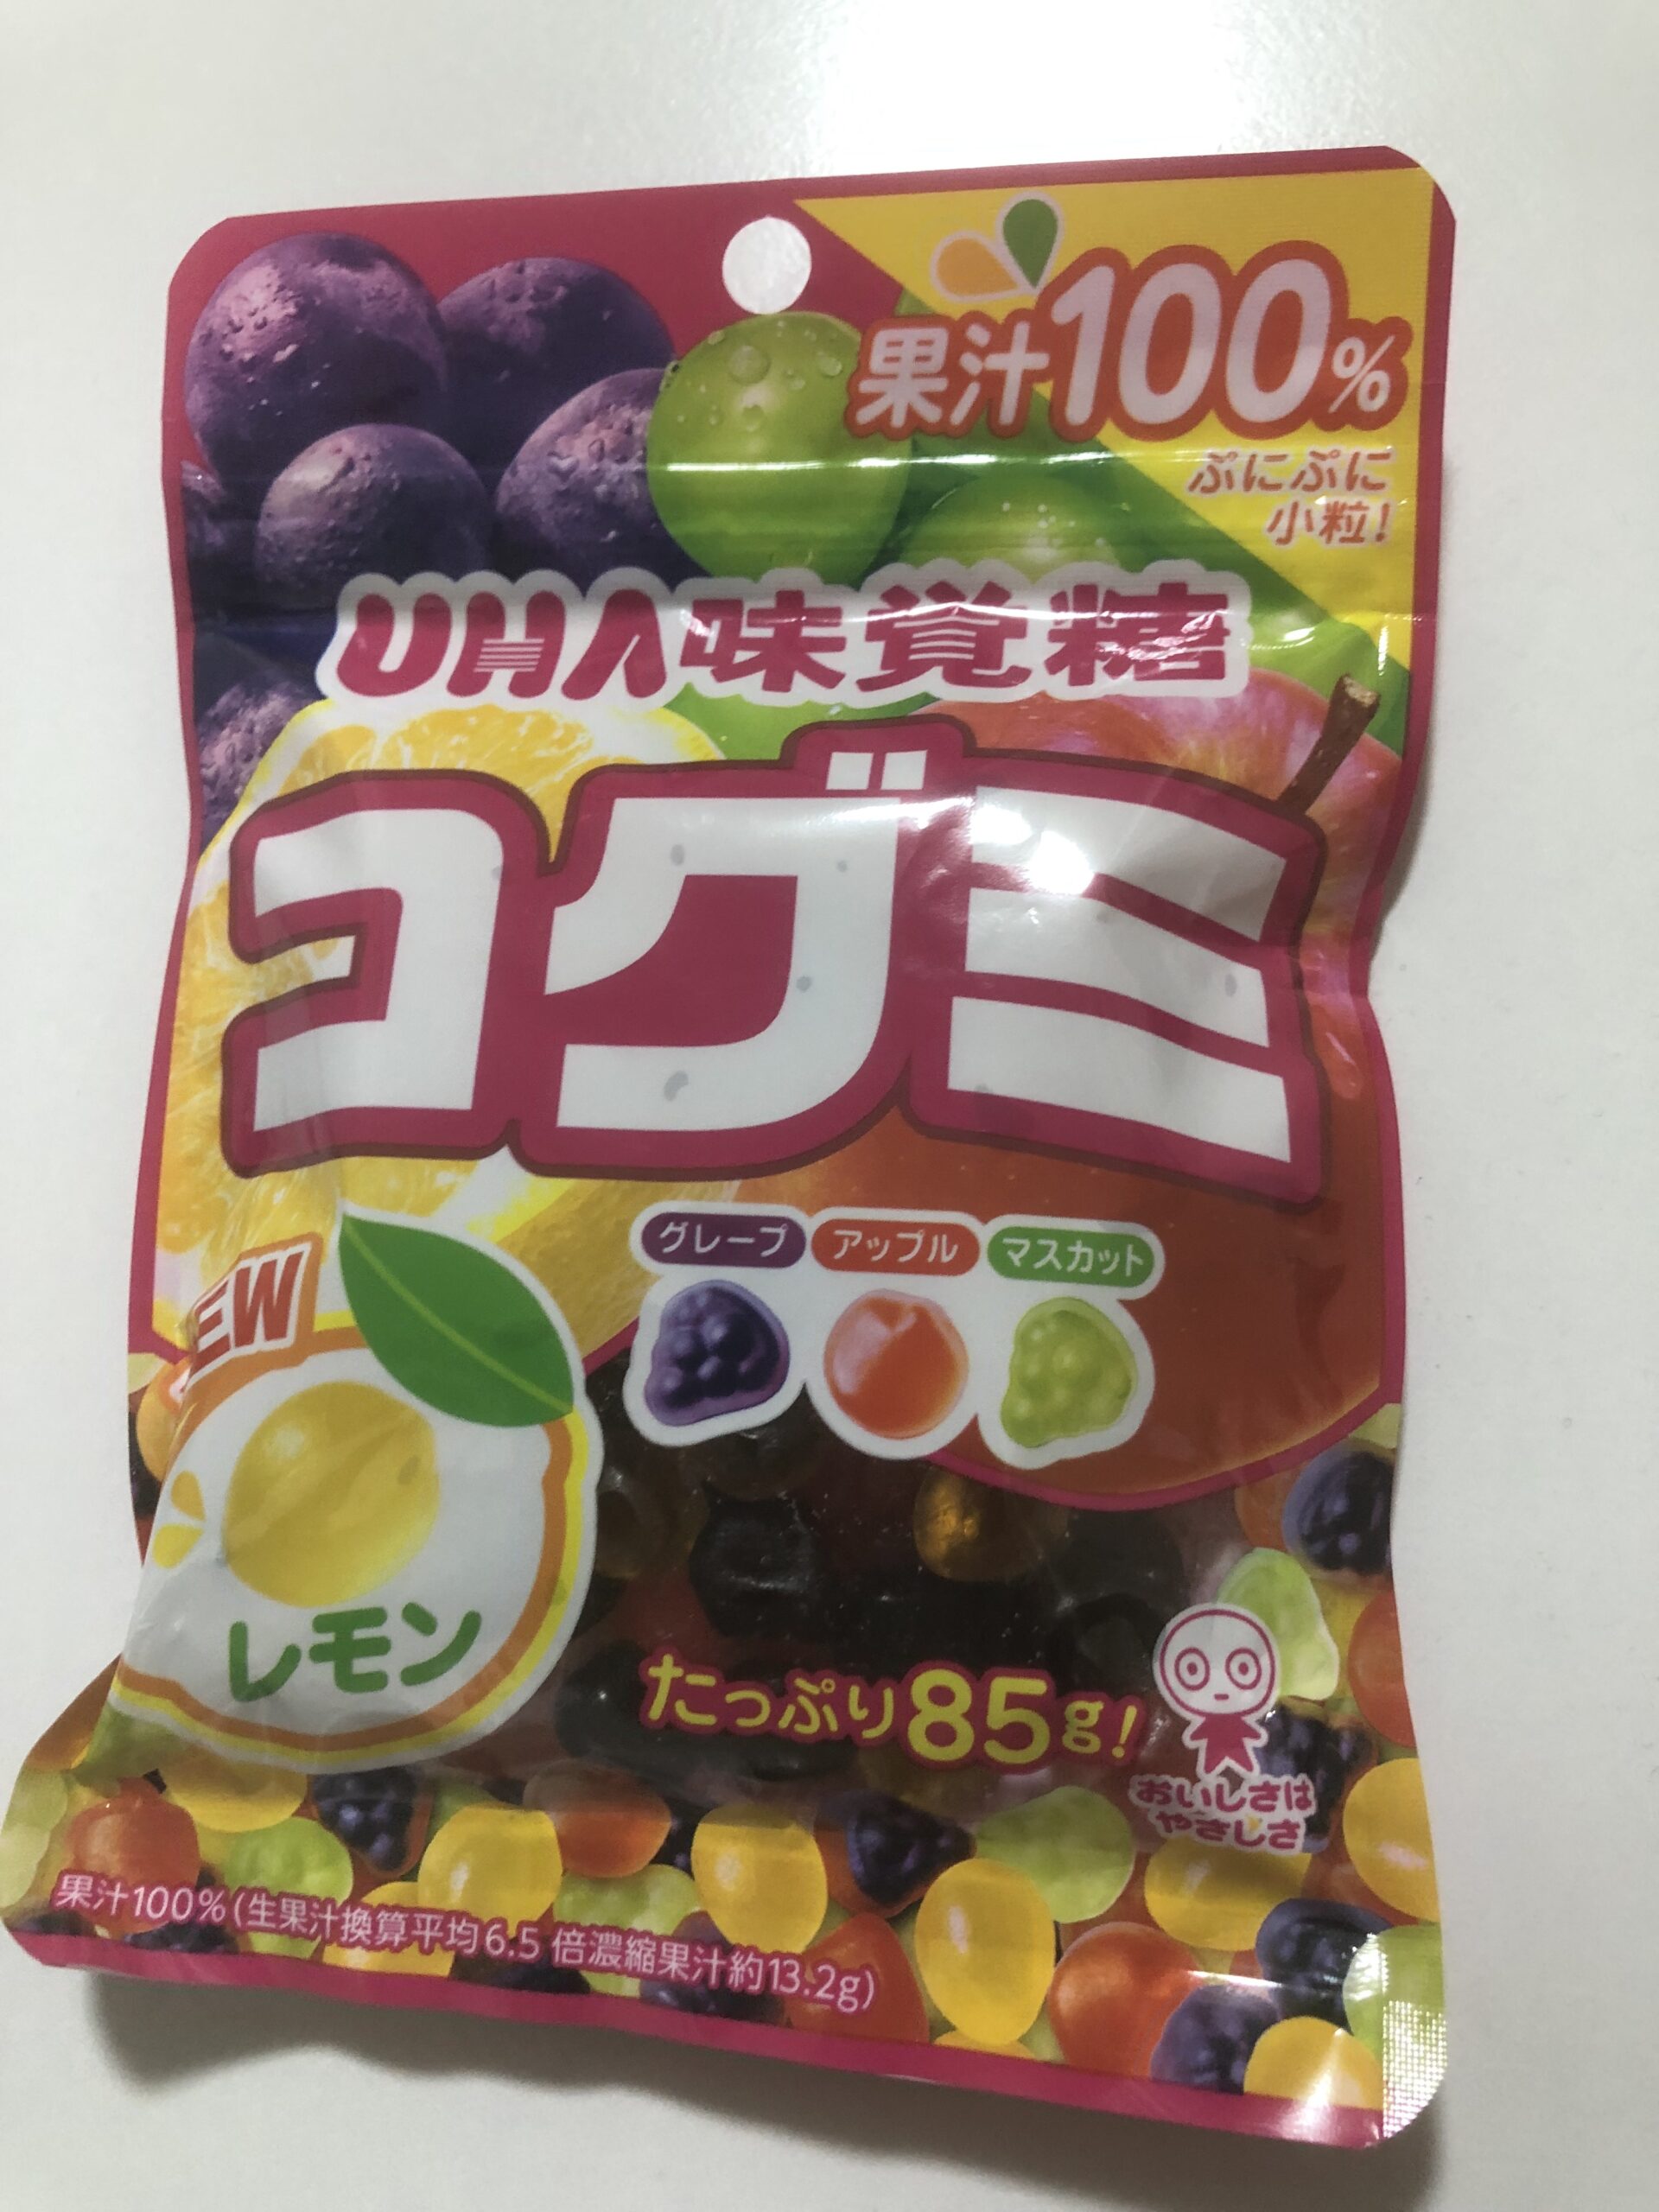 果汁100%
ぷにぷに
小粒!
UHA味覚糖
コグミ
グレープ アップル マスカット
レモン
たっぷり85g!
おいしさは
やさしさ
果汁100%(生果汁換算平均6.5倍濃縮果汁約13.2g)